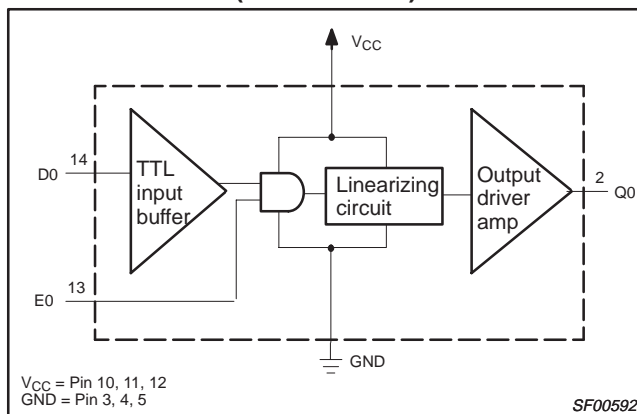 VCC
D0
14
TTL
input
buffer
Linearizing
circuit
Output
driver
amp
2
Q0
E0
13
GND
VCC = Pin 10, 11, 12
GND = Pin 3, 4, 5
SF00592